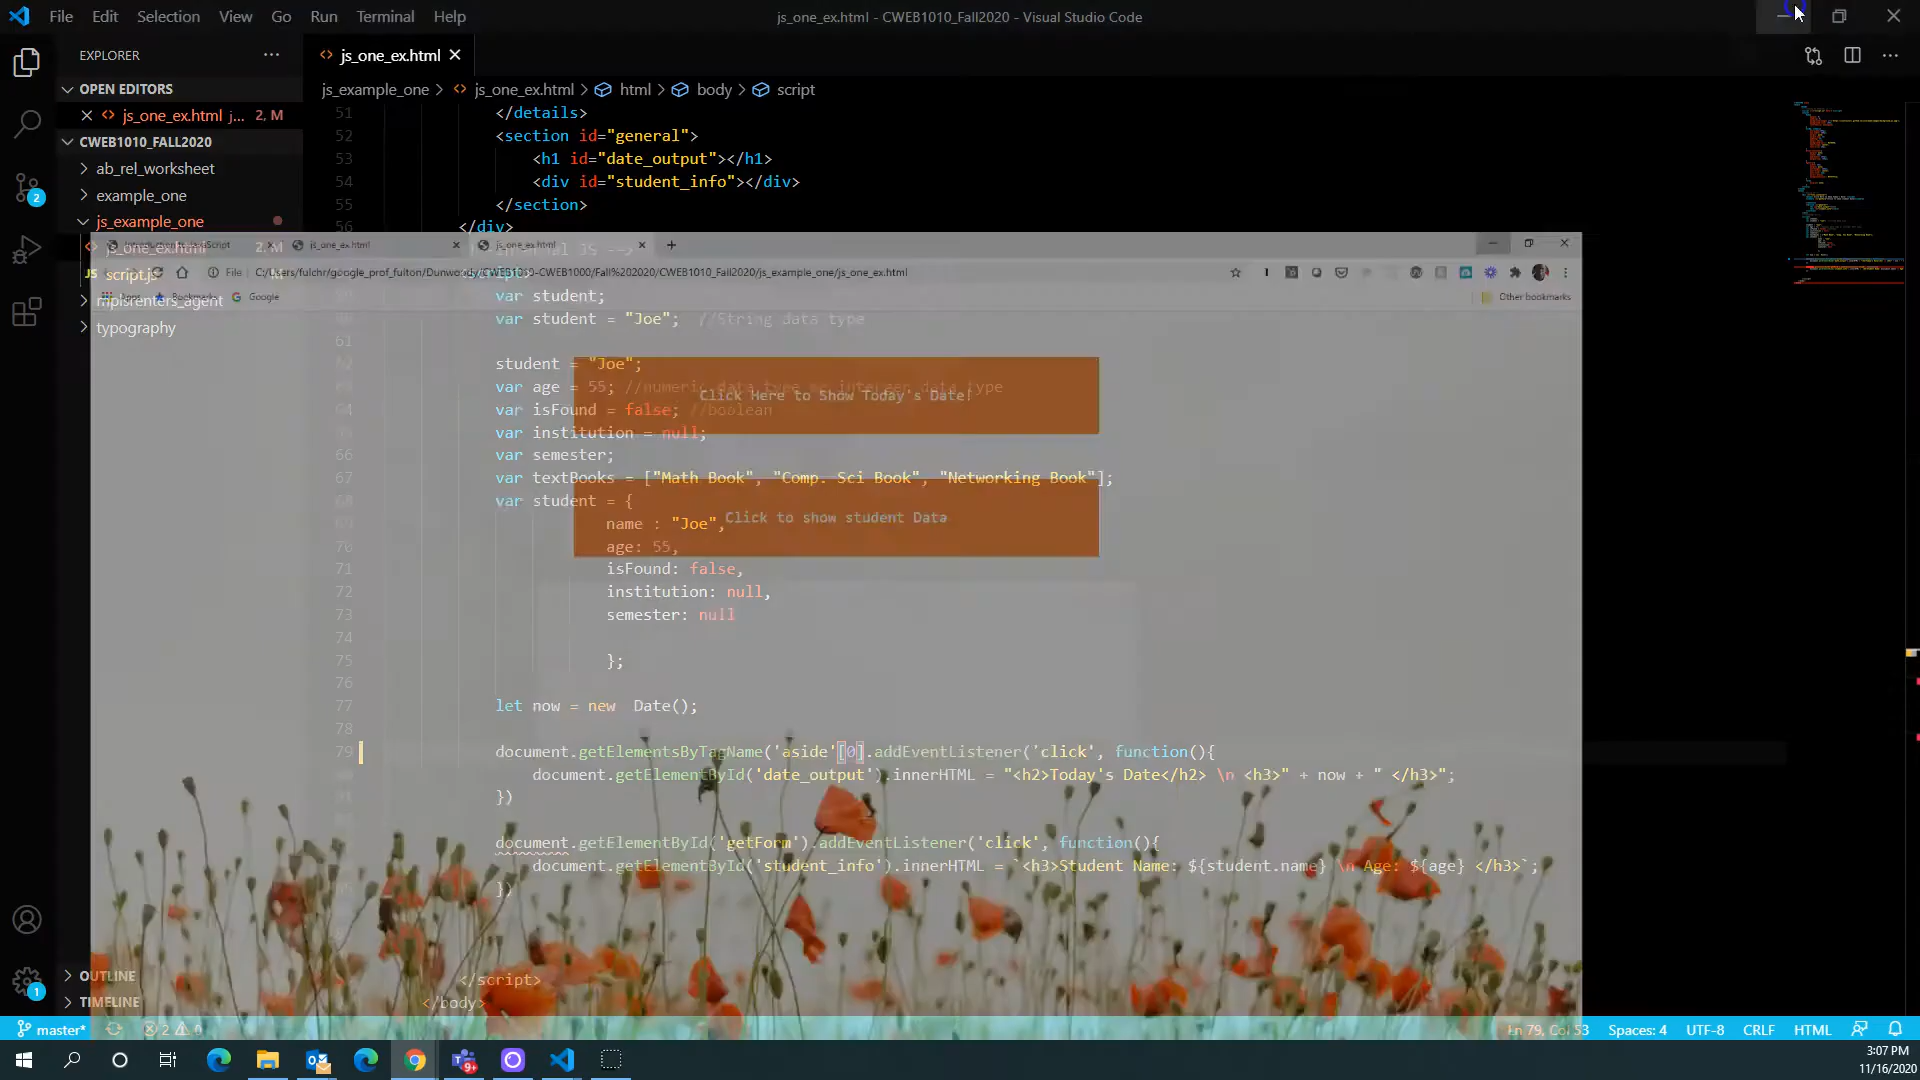 File Edit Selection View Go Run Terminal Help
js_one_ex.html - CWEB1010_Fall2020 - Visual Studio Code
EXPLORER
js_one_ex.html
OPEN EDITORS
js_example_one > js_one_ex.html > html > body > script
js_one_ex.html j... 2, M
CWEB1010_FALL2020
ab_rel_worksheet
example_one
js_example_one
js_one_ex.html 2, M
script.js M
mplsrenters_agent
typography
51 </details>
52 <section id="general">
53 <h1 id="date_output"></h1>
54 <div id="student_info"></div>
55 </section>
56 </div>
js_one_ex.html
js_one_ex.html
File C:/Users/fulchr/google_prof_fulton/Dunwoody/CWEB1010-CWEB1000/Fall%202020/CWEB1010_Fall2020/js_example_one/js_one_ex.html
Apps Bookmarks Google
Other bookmarks
var student;
var student = "Joe"; //String data type
61
student = "Joe";
var age = 55; //numeric data type or interger data type
Click Here to Show Today's Date!
64 var isFound = false; //boolean
var institution = null;
66 var semester;
67 var textBooks = ["Math Book", "Comp. Sci Book", "Networking Book"];
68 var student = {
name : "Joe",
Click to show student Data
70 age: 55,
71 isFound: false,
72 institution: null,
73 semester: null
74
75 };
76
77 let now = new Date();
78
79 document.getElementsByTagName('aside'[0].addEventListener('click', function(){
document.getElementById('date_output').innerHTML = "<h2>Today's Date</h2> \n <h3>" + now + " </h3>";
})
document.getElementById('getForm').addEventListener('click', function(){
document.getElementById('student_info').innerHTML = `<h3>Student Name: ${student.name} \n Age: ${age} </h3>`;
})
</script>
</body>
OUTLINE
TIMELINE
master* 2 0
Ln 79, Col 53 Spaces: 4 UTF-8 CRLF HTML
2
1
9+
3:07 PM
11/16/2020